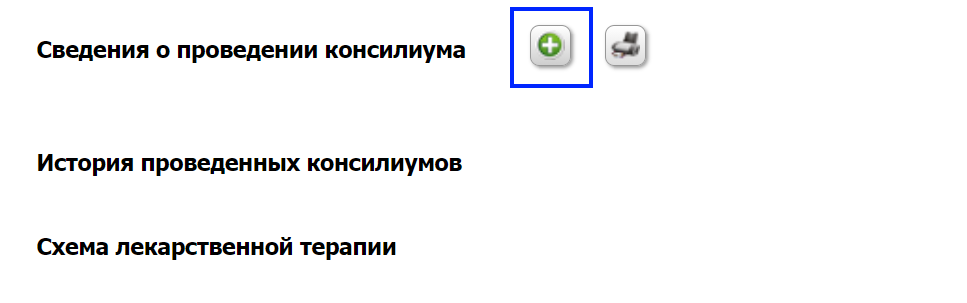 Сведения о проведении консилиума
История проведенных консилиумов
Схема лекарственной терапии